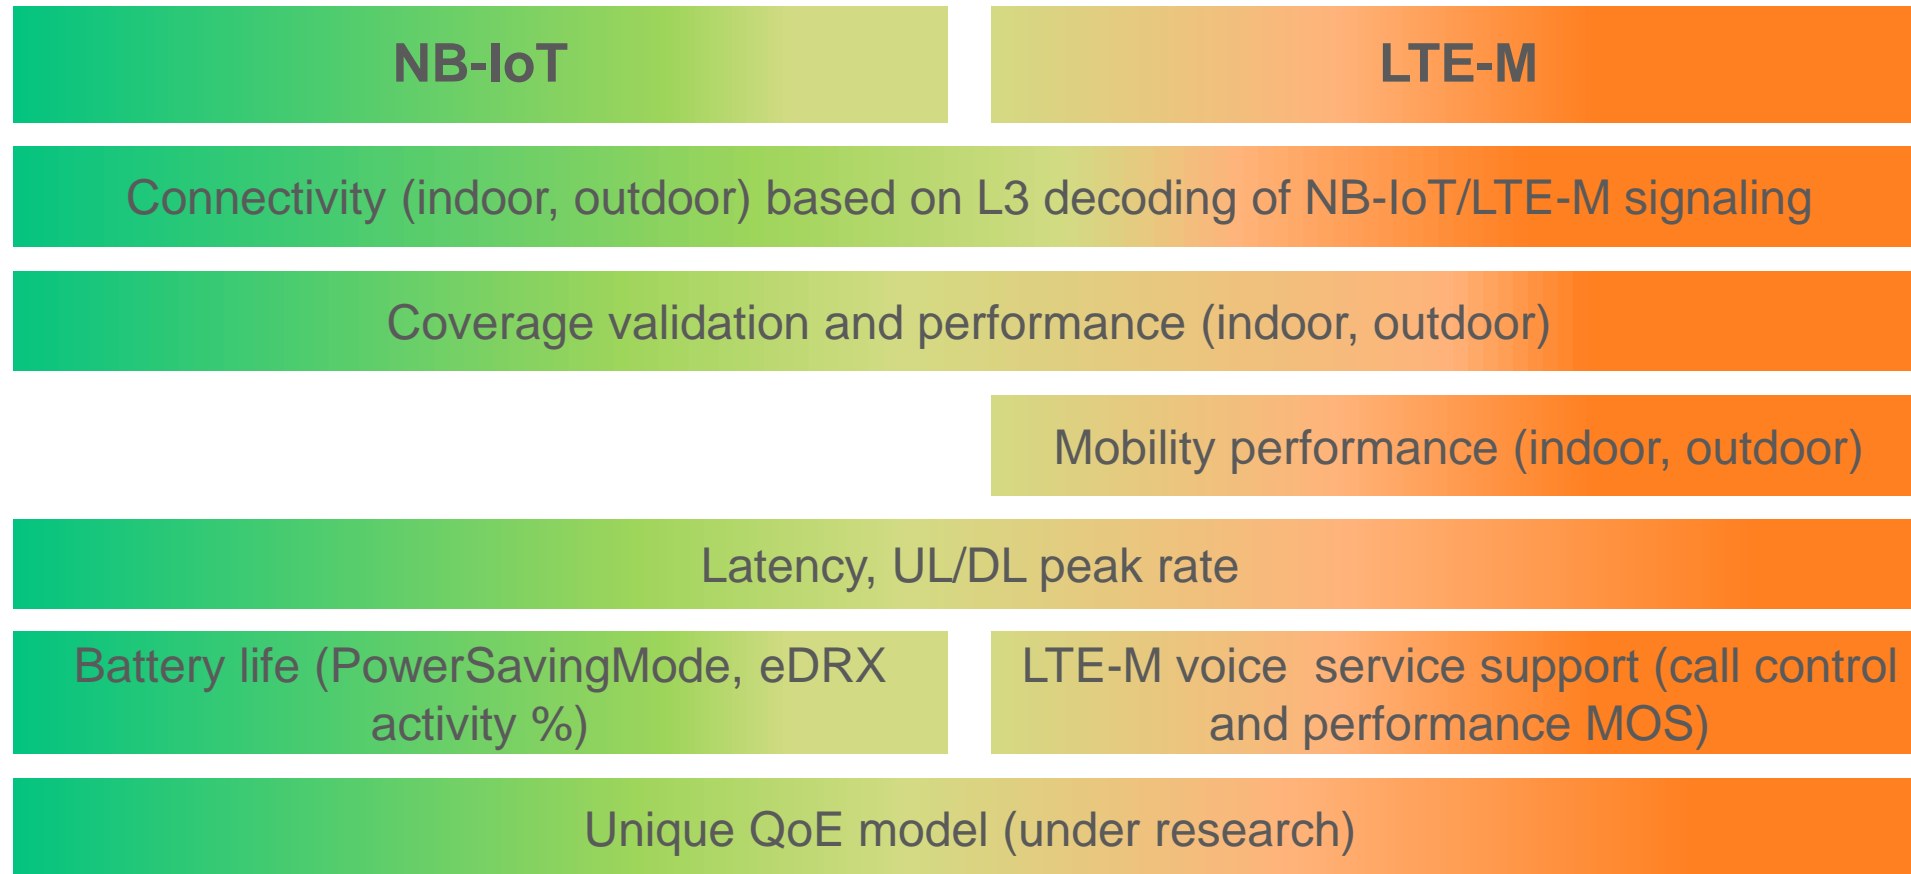 NB-IoT
LTE-M
Connectivity (indoor, outdoor) based on L3 decoding of NB-IoT/LTE-M signaling
Coverage validation and performance (indoor, outdoor)
Mobility performance (indoor, outdoor)
Latency, UL/DL peak rate
Battery life (PowerSavingMode, eDRX
activity %)
LTE-M voice  service support (call control
and performance MOS)
Unique QoE model (under research)